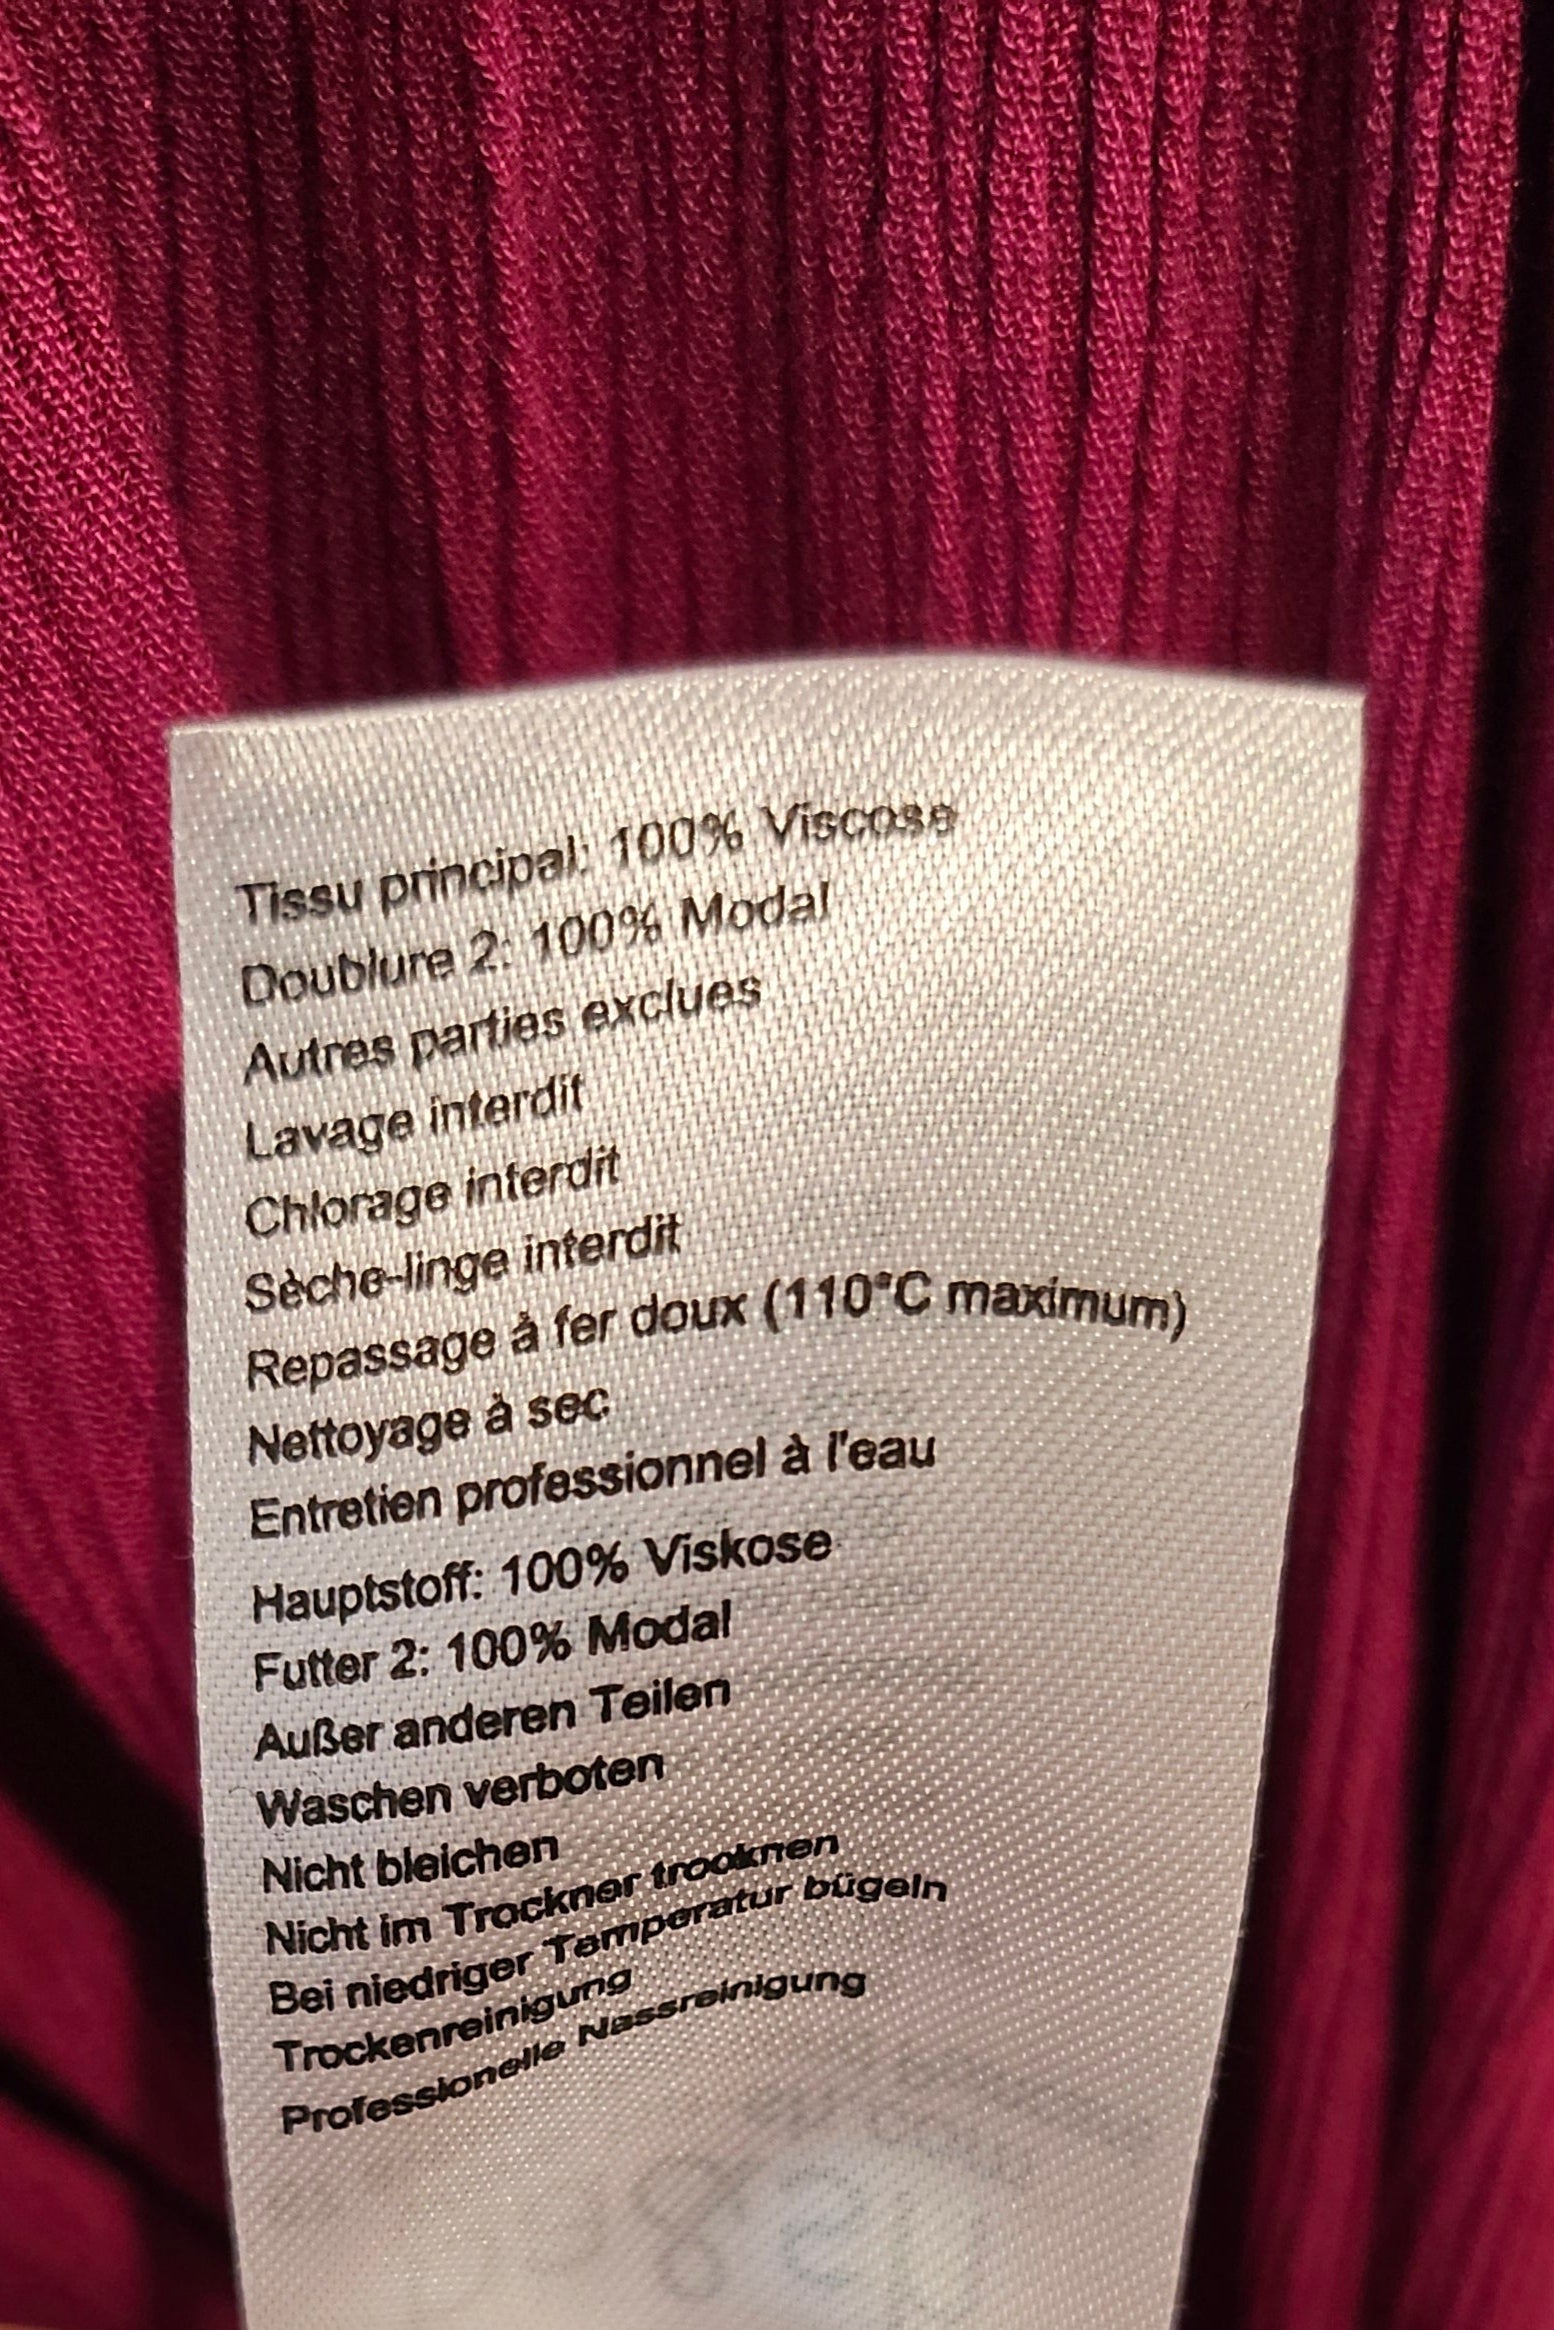 Tissu principal: 100% Viscose
Doublure 2: 100% Modal
Autres parties exclues
Lavage interdit
Chlorage interdit
Sèche-linge interdit
Repassage à fer doux (110°C maximum)
Nettoyage à sec
Entretien professionnel à l'eau
Hauptstoff: 100% Viskose
Futter 2: 100% Modal
Außer anderen Teilen
Waschen verboten
Nicht bleichen
Nicht im Trockner trocknen
Bei niedriger Temperatur bügeln
Trockenreinigung
Professionelle Nassreinigung